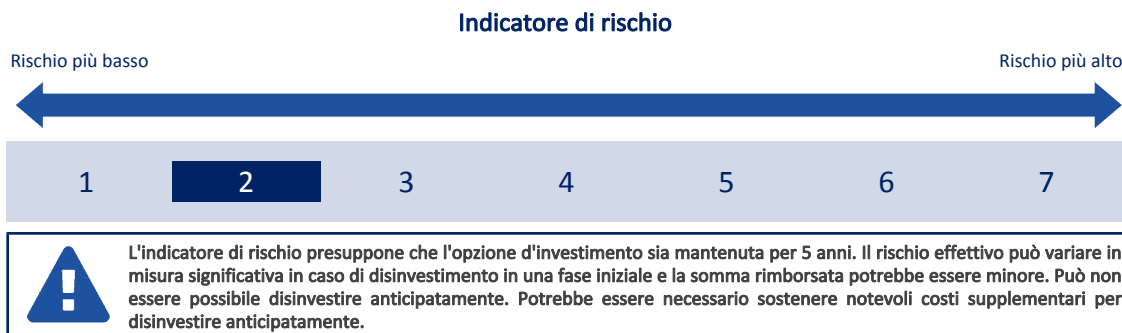 Indicatore di rischio
Rischio più basso
Rischio più alto
1 2 3 4 5 6 7
L'indicatore di rischio presuppone che l'opzione d'investimento sia mantenuta per 5 anni. Il rischio effettivo può variare in
misura significativa in caso di disinvestimento in una fase iniziale e la somma rimborsata potrebbe essere minore. Può non
essere possibile disinvestire anticipatamente. Potrebbe essere necessario sostenere notevoli costi supplementari per
disinvestire anticipatamente.